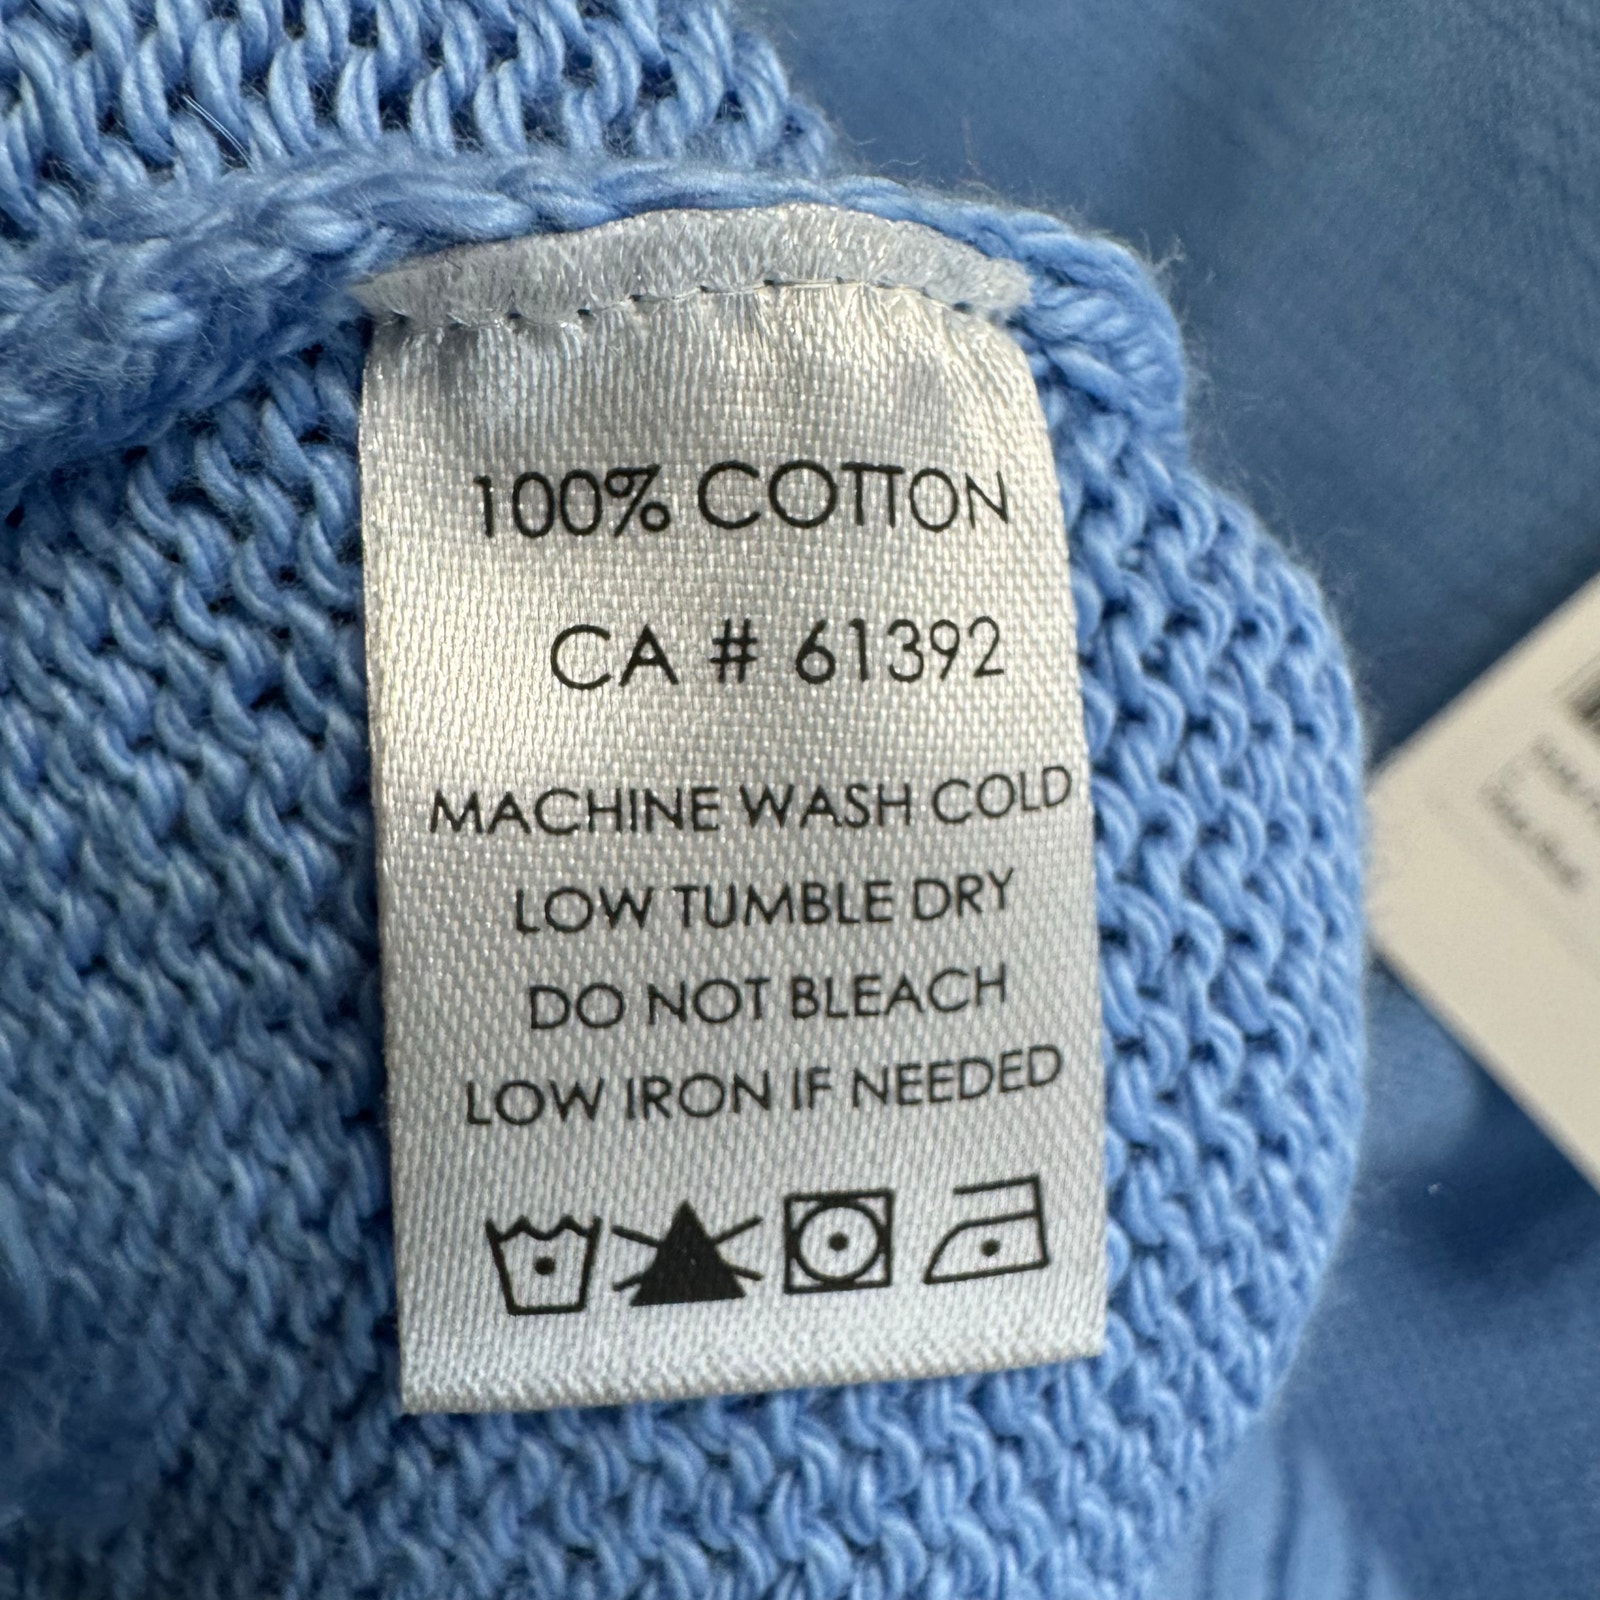 100% COTTON
CA # 61392
MACHINE WASH COLD
LOW TUMBLE DRY
DO NOT BLEACH
LOW IRON IF NEEDED